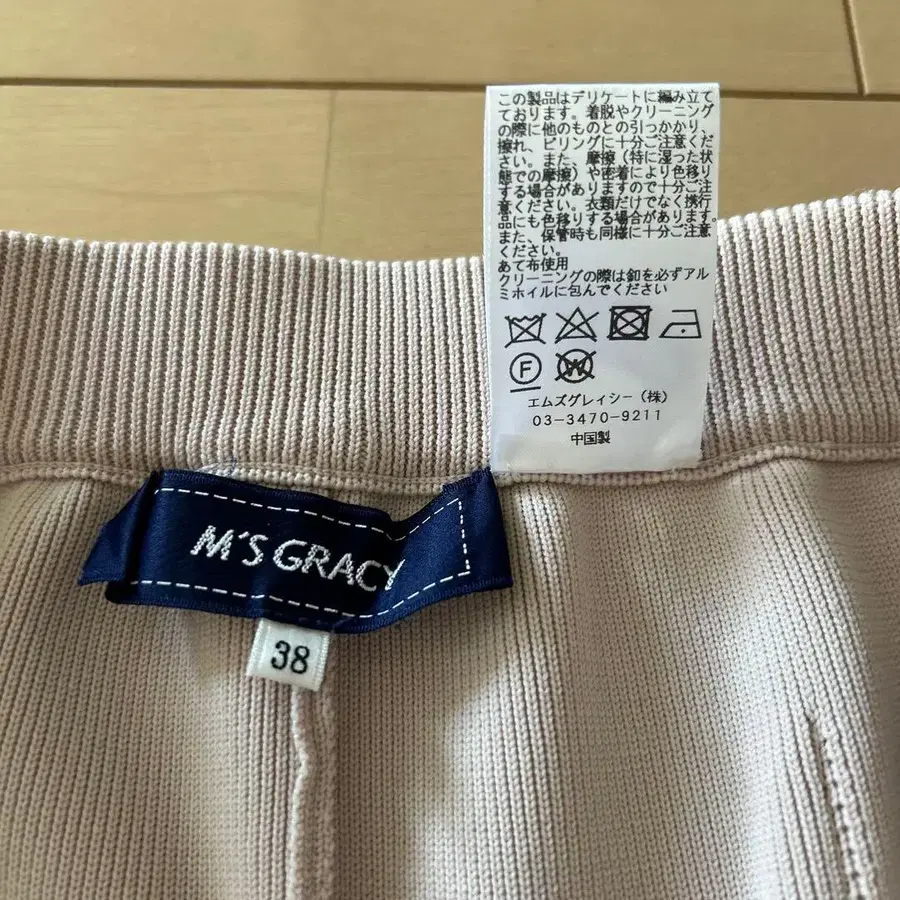 この製品はデリケートに編み立て
ております。着脱やクリーニング
の際に他のものとの引っかかり、
擦れ、ピリングに十分ご注意くだ
さい。また、摩擦（特に湿った状
態での摩擦）や密着により色移り
する場合がありますので十分ご注
意ください。衣類だけでなく携行
品にも色移りする場合があります。
また、保管時も同様に十分ご注意
ください。
あて布使用
クリーニングの際は釦を必ずアル
ミホイルに包んでください
F
W
エムズグレィシー（株）
03-3470-9211
中国製
M'S GRACY
38